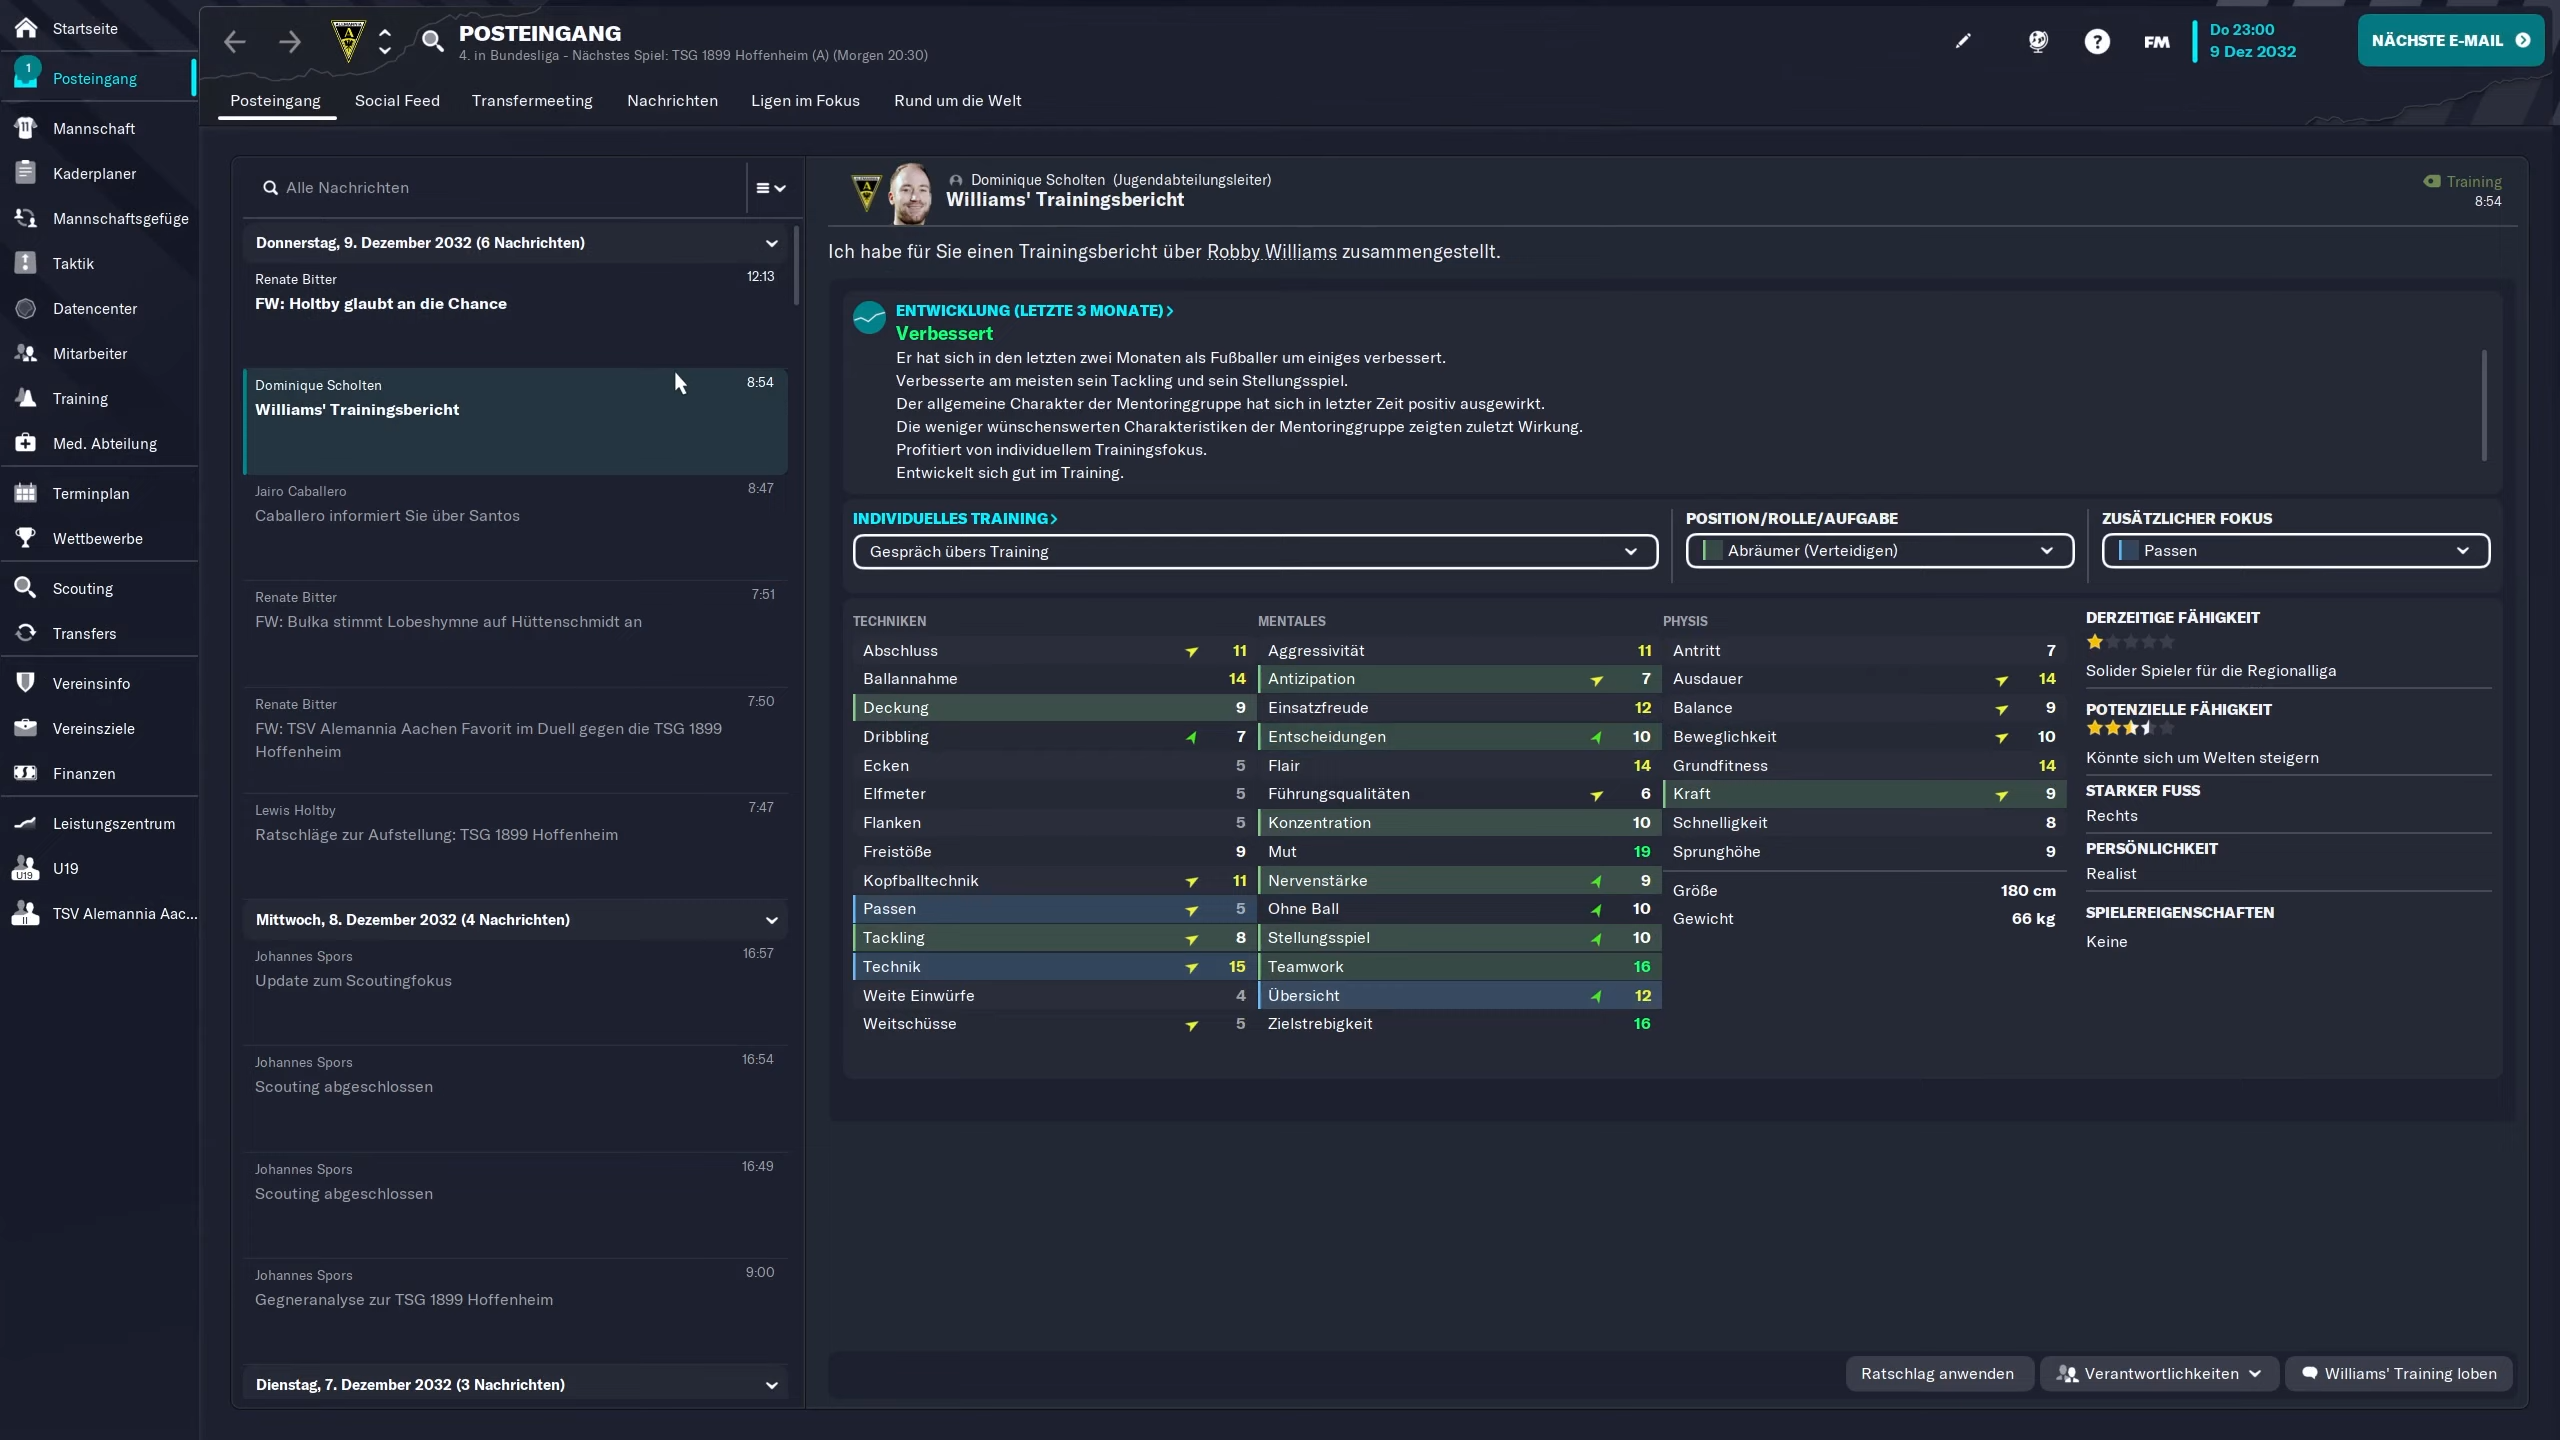 Startseite
1
Posteingang
Mannschaft
Kaderplaner
Mannschaftsgefüge
Taktik
Datencenter
Mitarbeiter
Training
Med. Abteilung
Terminplan
Wettbewerbe
Scouting
Transfers
Vereinsinfo
Vereinsziele
Finanzen
Leistungszentrum
U19
TSV Alemannia Aac...
POSTEINGANG
4. in Bundesliga - Nächstes Spiel: TSG 1899 Hoffenheim (A) (Morgen 20:30)
FM
Do 23:00
9 Dez 2032
NÄCHSTE E-MAIL
Posteingang Social Feed Transfermeeting Nachrichten Ligen im Fokus Rund um die Welt
Alle Nachrichten
Donnerstag, 9. Dezember 2032 (6 Nachrichten)
Renate Bitter 12:13
FW: Holtby glaubt an die Chance
Dominique Scholten 8:54
Williams' Trainingsbericht
Jairo Caballero 8:47
Caballero informiert Sie über Santos
Renate Bitter 7:51
FW: Bułka stimmt Lobeshymne auf Hüttenschmidt an
Renate Bitter 7:50
FW: TSV Alemannia Aachen Favorit im Duell gegen die TSG 1899
Hoffenheim
Lewis Holtby 7:47
Ratschläge zur Aufstellung: TSG 1899 Hoffenheim
Mittwoch, 8. Dezember 2032 (4 Nachrichten)
Johannes Spors 16:57
Update zum Scoutingfokus
Johannes Spors 16:54
Scouting abgeschlossen
Johannes Spors 16:49
Scouting abgeschlossen
Johannes Spors 9:00
Gegneranalyse zur TSG 1899 Hoffenheim
Dienstag, 7. Dezember 2032 (3 Nachrichten)
Dominique Scholten (Jugendabteilungsleiter)
Williams' Trainingsbericht
Training
8:54
Ich habe für Sie einen Trainingsbericht über Robby Williams zusammengestellt.
ENTWICKLUNG (LETZTE 3 MONATE)
Verbessert
Er hat sich in den letzten zwei Monaten als Fußballer um einiges verbessert.
Verbesserte am meisten sein Tackling und sein Stellungsspiel.
Der allgemeine Charakter der Mentoringgruppe hat sich in letzter Zeit positiv ausgewirkt.
Die weniger wünschenswerten Charakteristiken der Mentoringgruppe zeigten zuletzt Wirkung.
Profitiert von individuellem Trainingsfokus.
Entwickelt sich gut im Training.
INDIVIDUELLES TRAINING
Gespräch übers Training
POSITION/ROLLE/AUFGABE
Abräumer (Verteidigen)
ZUSÄTZLICHER FOKUS
Passen
TECHNIKEN
Abschluss 11
Ballannahme 14
Deckung 9
Dribbling 7
Ecken 5
Elfmeter 5
Flanken 5
Freistöße 9
Kopfballtechnik 11
Passen 5
Tackling 8
Technik 15
Weite Einwürfe 4
Weitschüsse 5
MENTALES
Aggressivität 11
Antizipation 7
Einsatzfreude 12
Entscheidungen 10
Flair 14
Führungsqualitäten 6
Konzentration 10
Mut 19
Nervenstärke 9
Ohne Ball 10
Stellungsspiel 10
Teamwork 16
Übersicht 12
Zielstrebigkeit 16
PHYSIS
Antritt 7
Ausdauer 14
Balance 9
Beweglichkeit 10
Grundfitness 14
Kraft 9
Schnelligkeit 8
Sprunghöhe 9
Größe 180 cm
Gewicht 66 kg
DERZEITIGE FÄHIGKEIT
Solider Spieler für die Regionalliga
POTENZIELLE FÄHIGKEIT
Könnte sich um Welten steigern
STARKER FUSS
Rechts
PERSÖNLICHKEIT
Realist
SPIELEREIGENSCHAFTEN
Keine
Ratschlag anwenden
Verantwortlichkeiten
Williams' Training loben